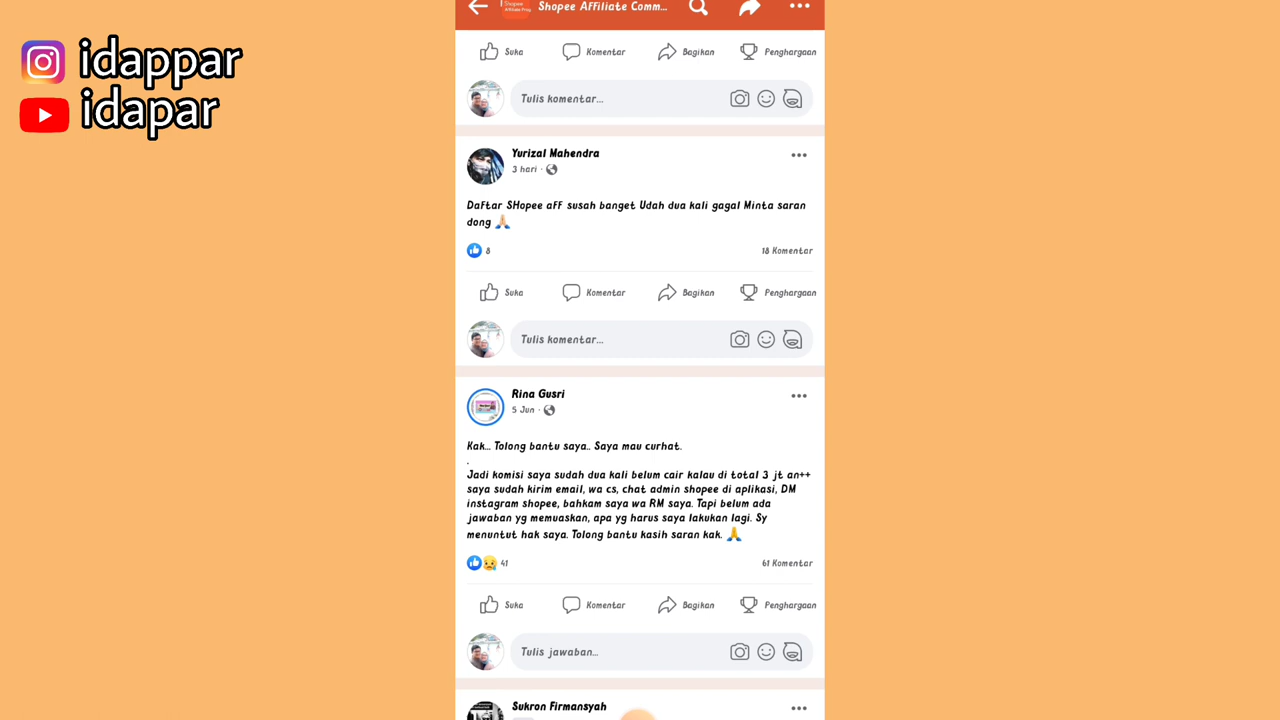 idappar
idapar
Shopee Affiliate Comm...
Suka Komentar Bagikan Penghargaan
Tulis komentar...
Yurizal Mahendra
3 hari ·
Daftar SHopee aff susah banget Udah dua kali gagal Minta saran
dong 🙏
8 18 Komentar
Suka Komentar Bagikan Penghargaan
Tulis komentar...
Rina Gusri
5 Jun ·
Kak... Tolong bantu saya.. Saya mau curhat.
.
Jadi komisi saya sudah dua kali belum cair kalau di total 3 jt an++
saya sudah kirim email, wa cs, chat admin shopee di aplikasi, DM
instagram shopee, bahkam saya wa RM saya. Tapi belum ada
jawaban yg memuaskan, apa yg harus saya lakukan lagi. Sy
menuntut hak saya. Tolong bantu kasih saran kak. 🙏
41 61 Komentar
Suka Komentar Bagikan Penghargaan
Tulis jawaban...
Sukron Firmansyah